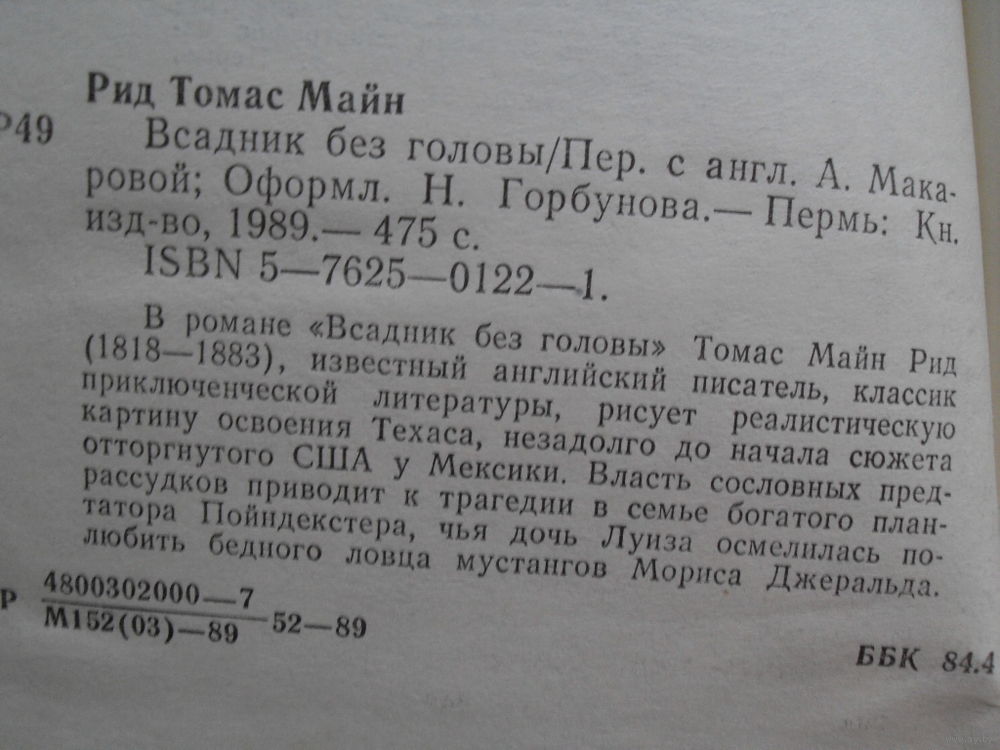 Рид Томас Майн
Р49
Всадник без головы/Пер. с англ. А. Мака-
ровой; Оформл. Н. Горбунова.— Пермь: Кн.
изд-во, 1989.— 475 с.
ISBN 5—7625—0122—1.
В романе «Всадник без головы» Томас Майн Рид
(1818—1883), известный английский писатель, классик
приключенческой литературы, рисует реалистическую
картину освоения Техаса, незадолго до начала сюжета
отторгнутого США у Мексики. Власть сословных пред-
рассудков приводит к трагедии в семье богатого план-
татора Пойндекстера, чья дочь Луиза осмелилась по-
любить бедного ловца мустангов Мориса Джеральда.
Р 4800302000—7
М152(03)—89 52—89
ББК 84.4